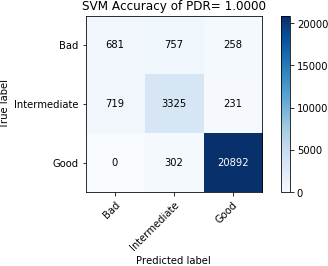 SVM Accuracy of PDR= 1.0000
True label
Bad 681 757 258
Intermediate 719 3325 231
Good 0 302 20892
Bad Intermediate Good
Predicted label
20000
15000
10000
5000
0